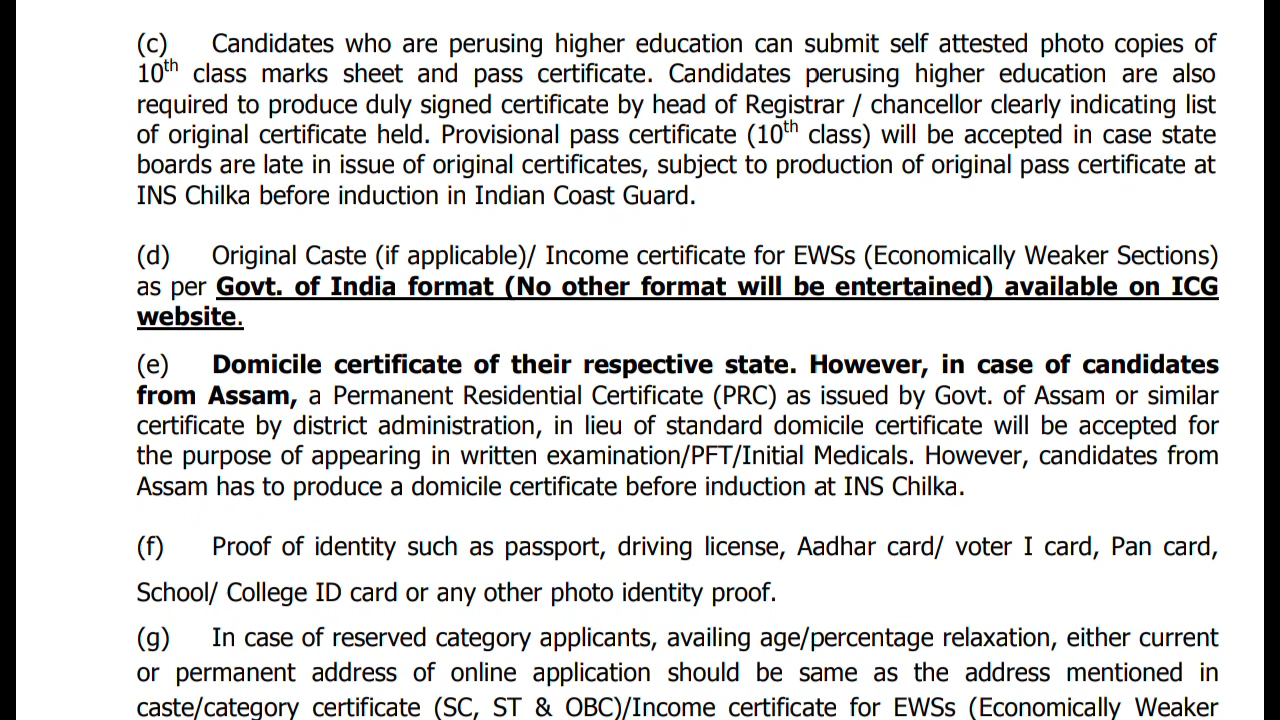 (c) Candidates who are perusing higher education can submit self attested photo copies of
10th class marks sheet and pass certificate. Candidates perusing higher education are also
required to produce duly signed certificate by head of Registrar / chancellor clearly indicating list
of original certificate held. Provisional pass certificate (10th class) will be accepted in case state
boards are late in issue of original certificates, subject to production of original pass certificate at
INS Chilka before induction in Indian Coast Guard.
(d) Original Caste (if applicable)/ Income certificate for EWSs (Economically Weaker Sections)
as per Govt. of India format (No other format will be entertained) available on ICG
website.
(e) Domicile certificate of their respective state. However, in case of candidates
from Assam, a Permanent Residential Certificate (PRC) as issued by Govt. of Assam or similar
certificate by district administration, in lieu of standard domicile certificate will be accepted for
the purpose of appearing in written examination/PFT/Initial Medicals. However, candidates from
Assam has to produce a domicile certificate before induction at INS Chilka.
(f) Proof of identity such as passport, driving license, Aadhar card/ voter I card, Pan card,
School/ College ID card or any other photo identity proof.
(g) In case of reserved category applicants, availing age/percentage relaxation, either current
or permanent address of online application should be same as the address mentioned in
caste/category certificate (SC, ST & OBC)/Income certificate for EWSs (Economically Weaker